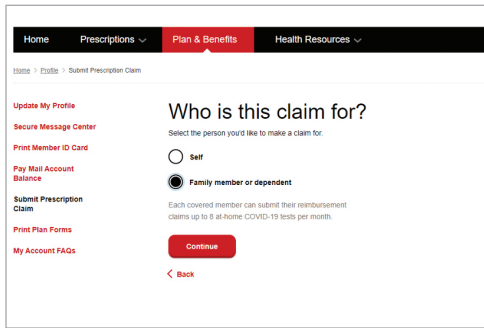 Home Prescriptions Plan & Benefits Health Resources
Home > Profile > Submit Prescription Claim
Update My Profile
Secure Message Center
Print Member ID Card
Pay Mail Account
Balance
Submit Prescription
Claim
Print Plan Forms
My Account FAQs
Who is this claim for?
Select the person you'd like to make a claim for.
Self
Family member or dependent
Each covered member can submit their reimbursement
claims up to 8 at-home COVID-19 tests per month.
Continue
Back